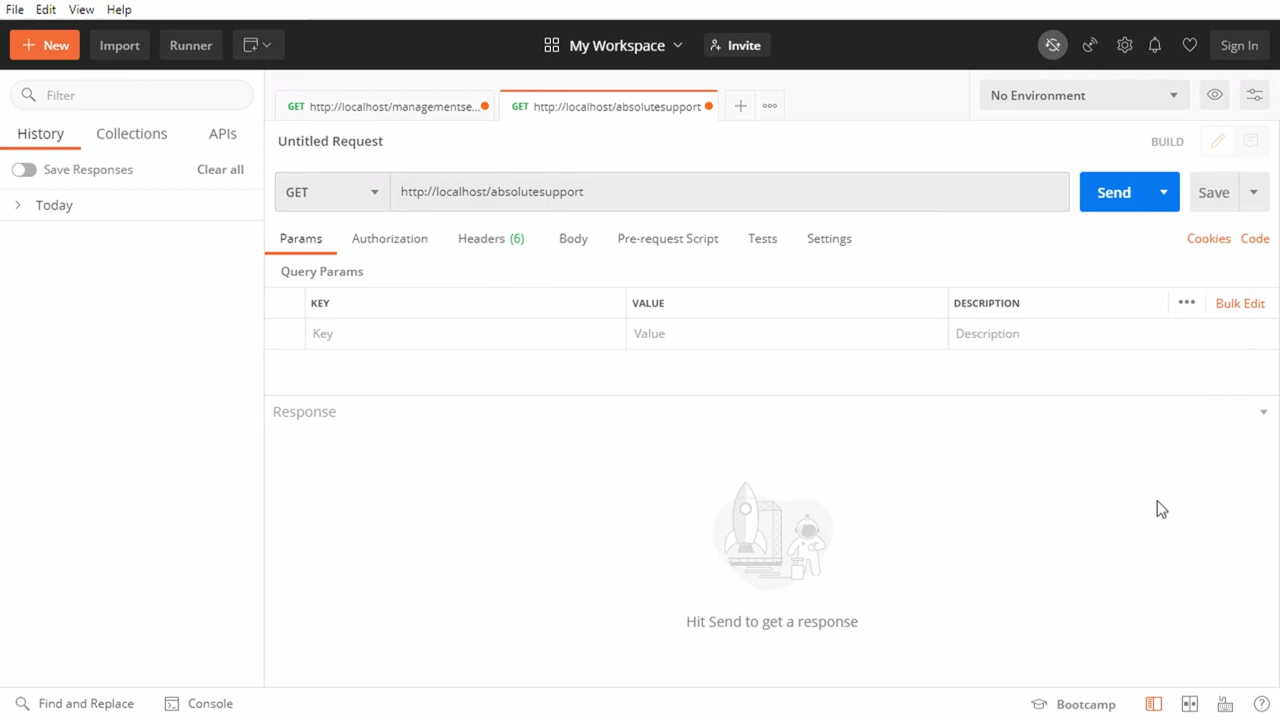 File Edit View Help
New Import Runner My Workspace Invite Sign In
Filter
GET http://localhost/managementse... GET http://localhost/absolutesupport No Environment
History Collections APIs
Untitled Request BUILD
Save Responses Clear all
GET http://localhost/absolutesupport Send Save
Today
Params Authorization Headers (6) Body Pre-request Script Tests Settings Cookies Code
Query Params
KEY VALUE DESCRIPTION Bulk Edit
Key Value Description
Response
Hit Send to get a response
Find and Replace Console Bootcamp